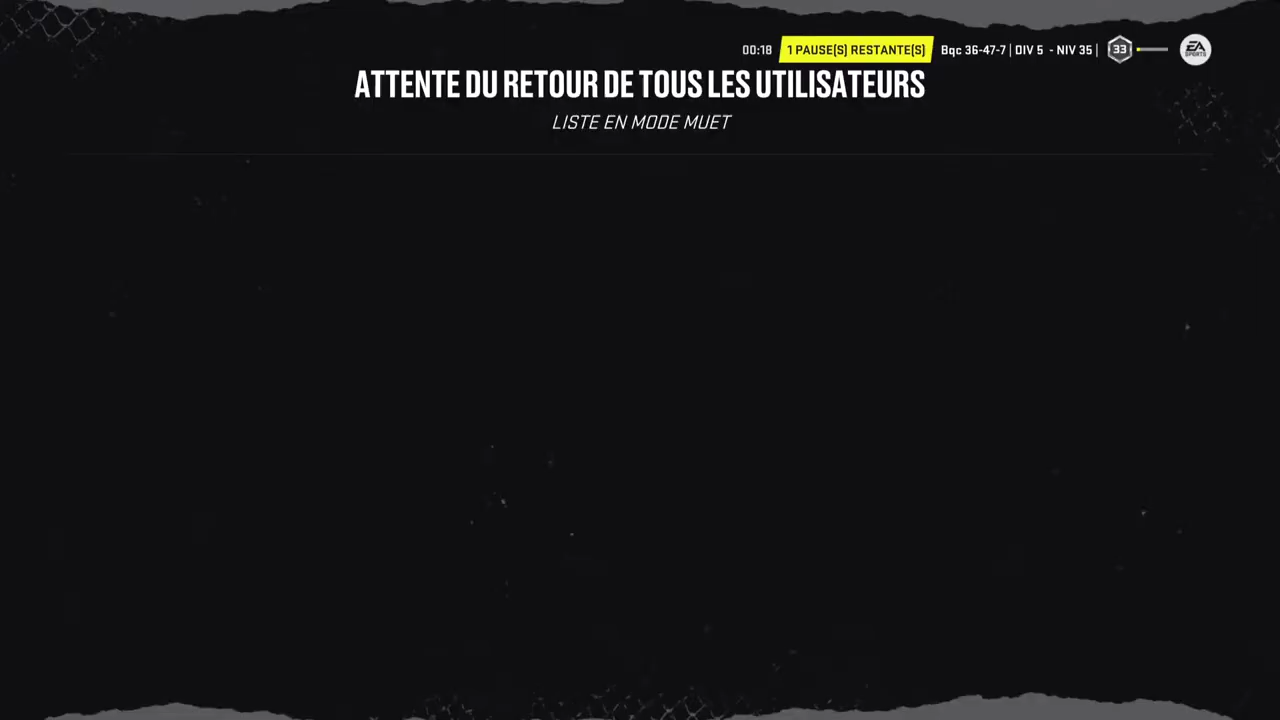 00:18 1 PAUSE(S) RESTANTE(S) Bqc 36-47-7 | DIV 5 - NIV 35 | 33 EA SPORTS
ATTENTE DU RETOUR DE TOUS LES UTILISATEURS
LISTE EN MODE MUET